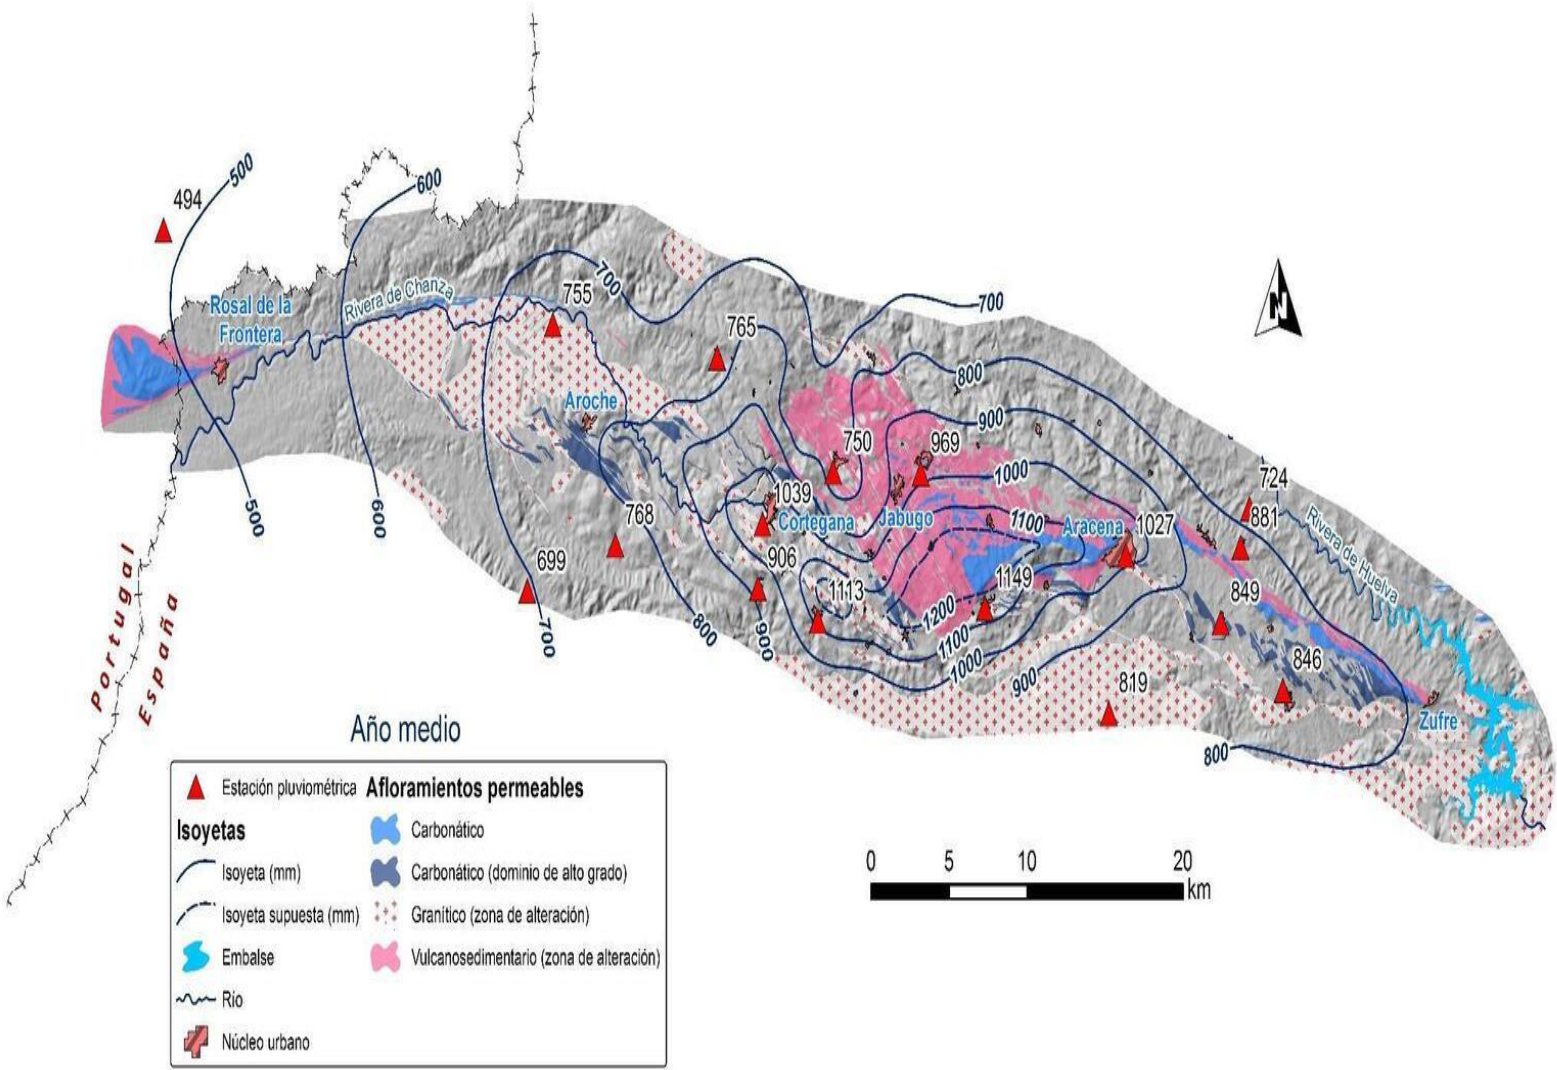 500
600
494
Rosal de la
Frontera
Rivera de Chanza
700
755
765
700
N
800
Aroche
900
750
969
1000
724
1039
Cortegana
Jabugo
1100
Aracena
1027
881
Rivera de Huelva
500
600
768
906
699
1113
1149
849
1200
700
800
900
1100
1000
900
846
819
Zufre
800
Portugal
España
Año medio
Estación pluviométrica
Afloramientos permeables
Isoyetas
Carbonático
Isoyeta (mm)
Carbonático (dominio de alto grado)
Isoyeta supuesta (mm)
Granítico (zona de alteración)
Embalse
Vulcanosedimentario (zona de alteración)
Río
Núcleo urbano
0 5 10 20
km